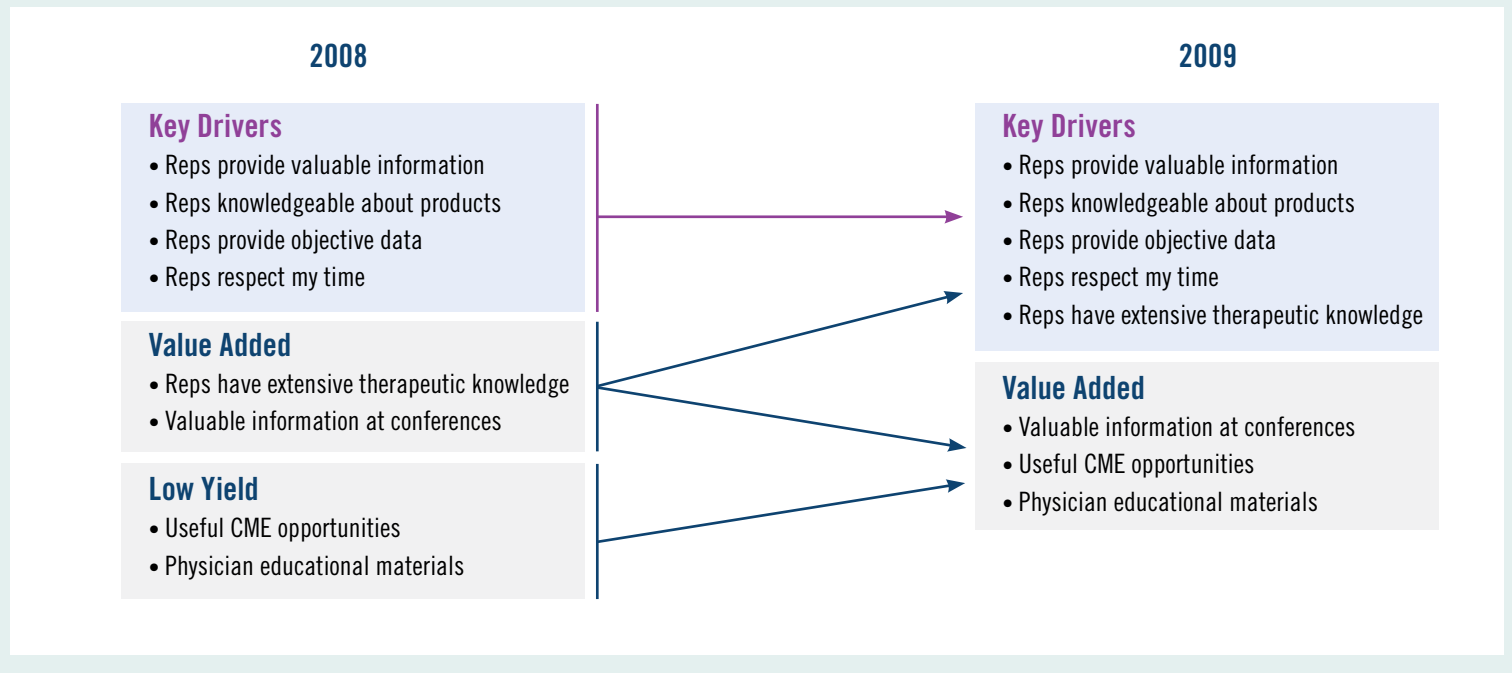 2008
Key Drivers
• Reps provide valuable information
• Reps knowledgeable about products
• Reps provide objective data
• Reps respect my time
Value Added
• Reps have extensive therapeutic knowledge
• Valuable information at conferences
Low Yield
• Useful CME opportunities
• Physician educational materials
2009
Key Drivers
• Reps provide valuable information
• Reps knowledgeable about products
• Reps provide objective data
• Reps respect my time
• Reps have extensive therapeutic knowledge
Value Added
• Valuable information at conferences
• Useful CME opportunities
• Physician educational materials